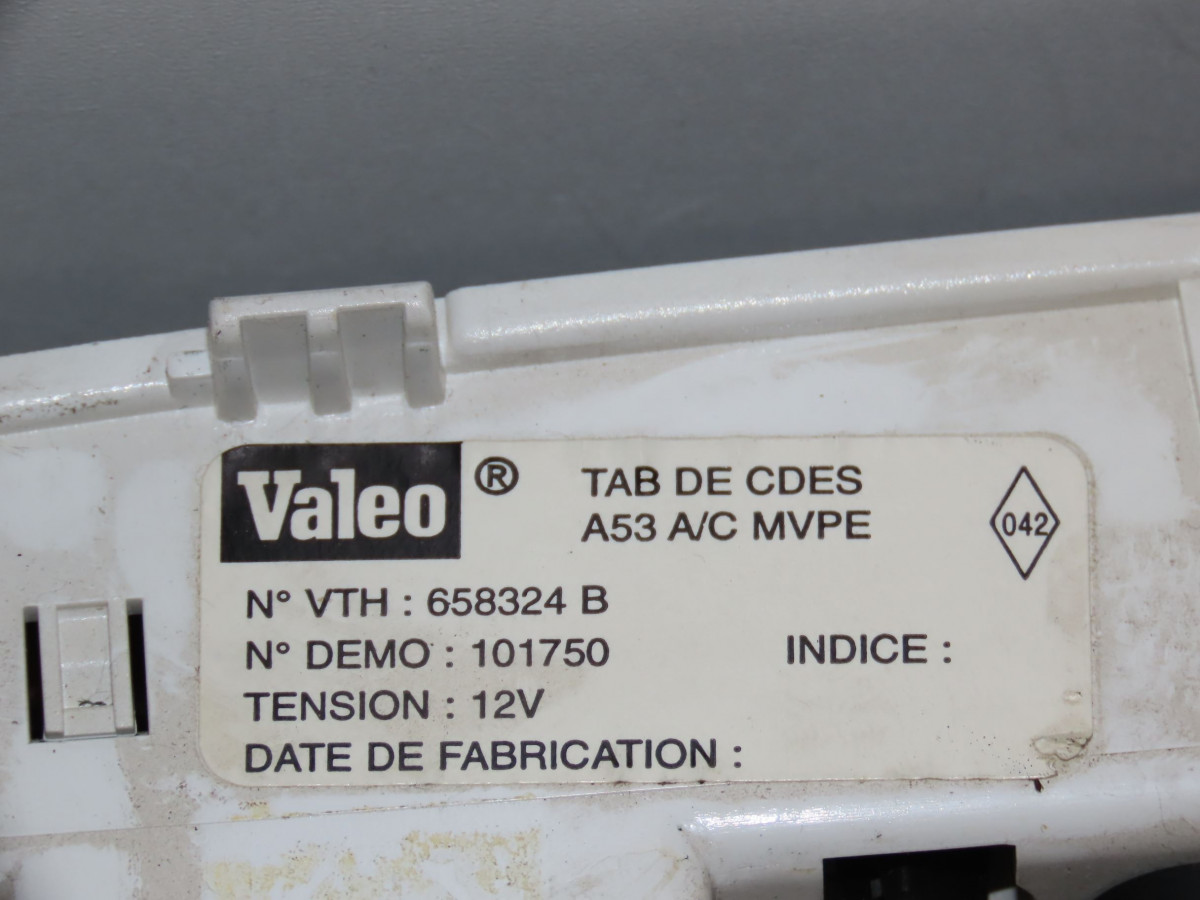 Valeo ® TAB DE CDES
A53 A/C MVPE
042
N° VTH : 658324 B
N° DEMO : 101750 INDICE :
TENSION : 12V
DATE DE FABRICATION :